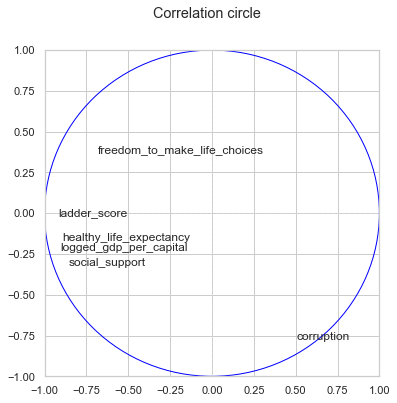 Correlation circle
1.00
0.75
0.50
freedom_to_make_life_choices
0.25
ladder_score
0.00
healthy_life_expectancy
logged_gdp_per_capital
−0.25
social_support
−0.50
corruption
−0.75
−1.00
−1.00 −0.75 −0.50 −0.25 0.00 0.25 0.50 0.75 1.00